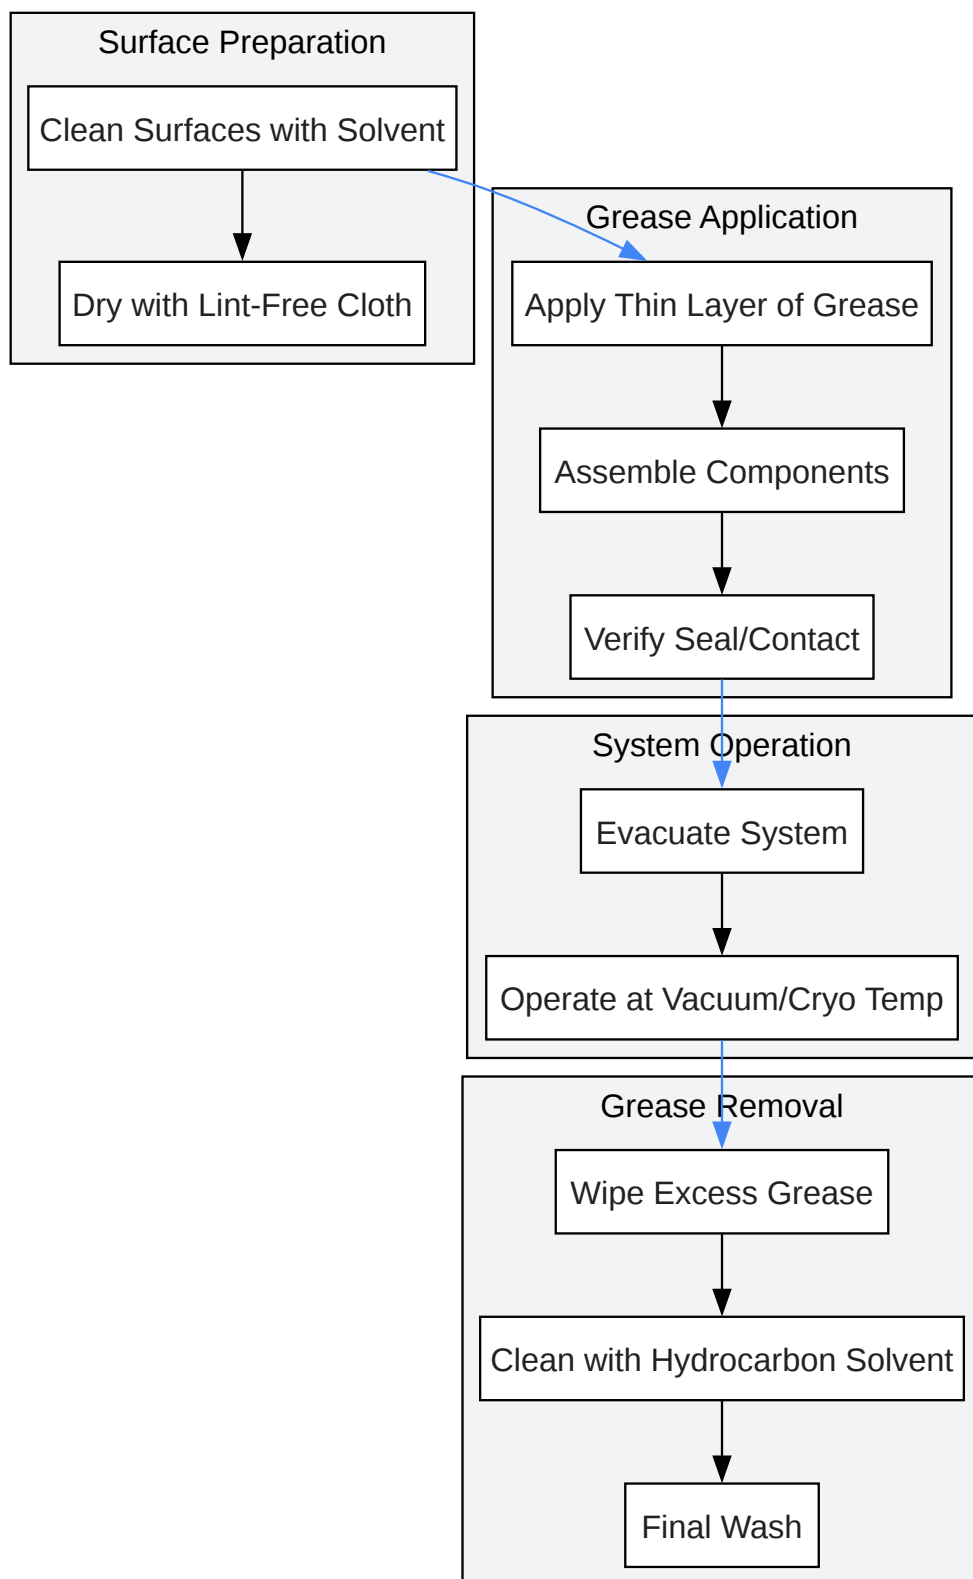 Surface Preparation
Clean Surfaces with Solvent
Dry with Lint-Free Cloth
Grease Application
Apply Thin Layer of Grease
Assemble Components
Verify Seal/Contact
System Operation
Evacuate System
Operate at Vacuum/Cryo Temp
Grease Removal
Wipe Excess Grease
Clean with Hydrocarbon Solvent
Final Wash